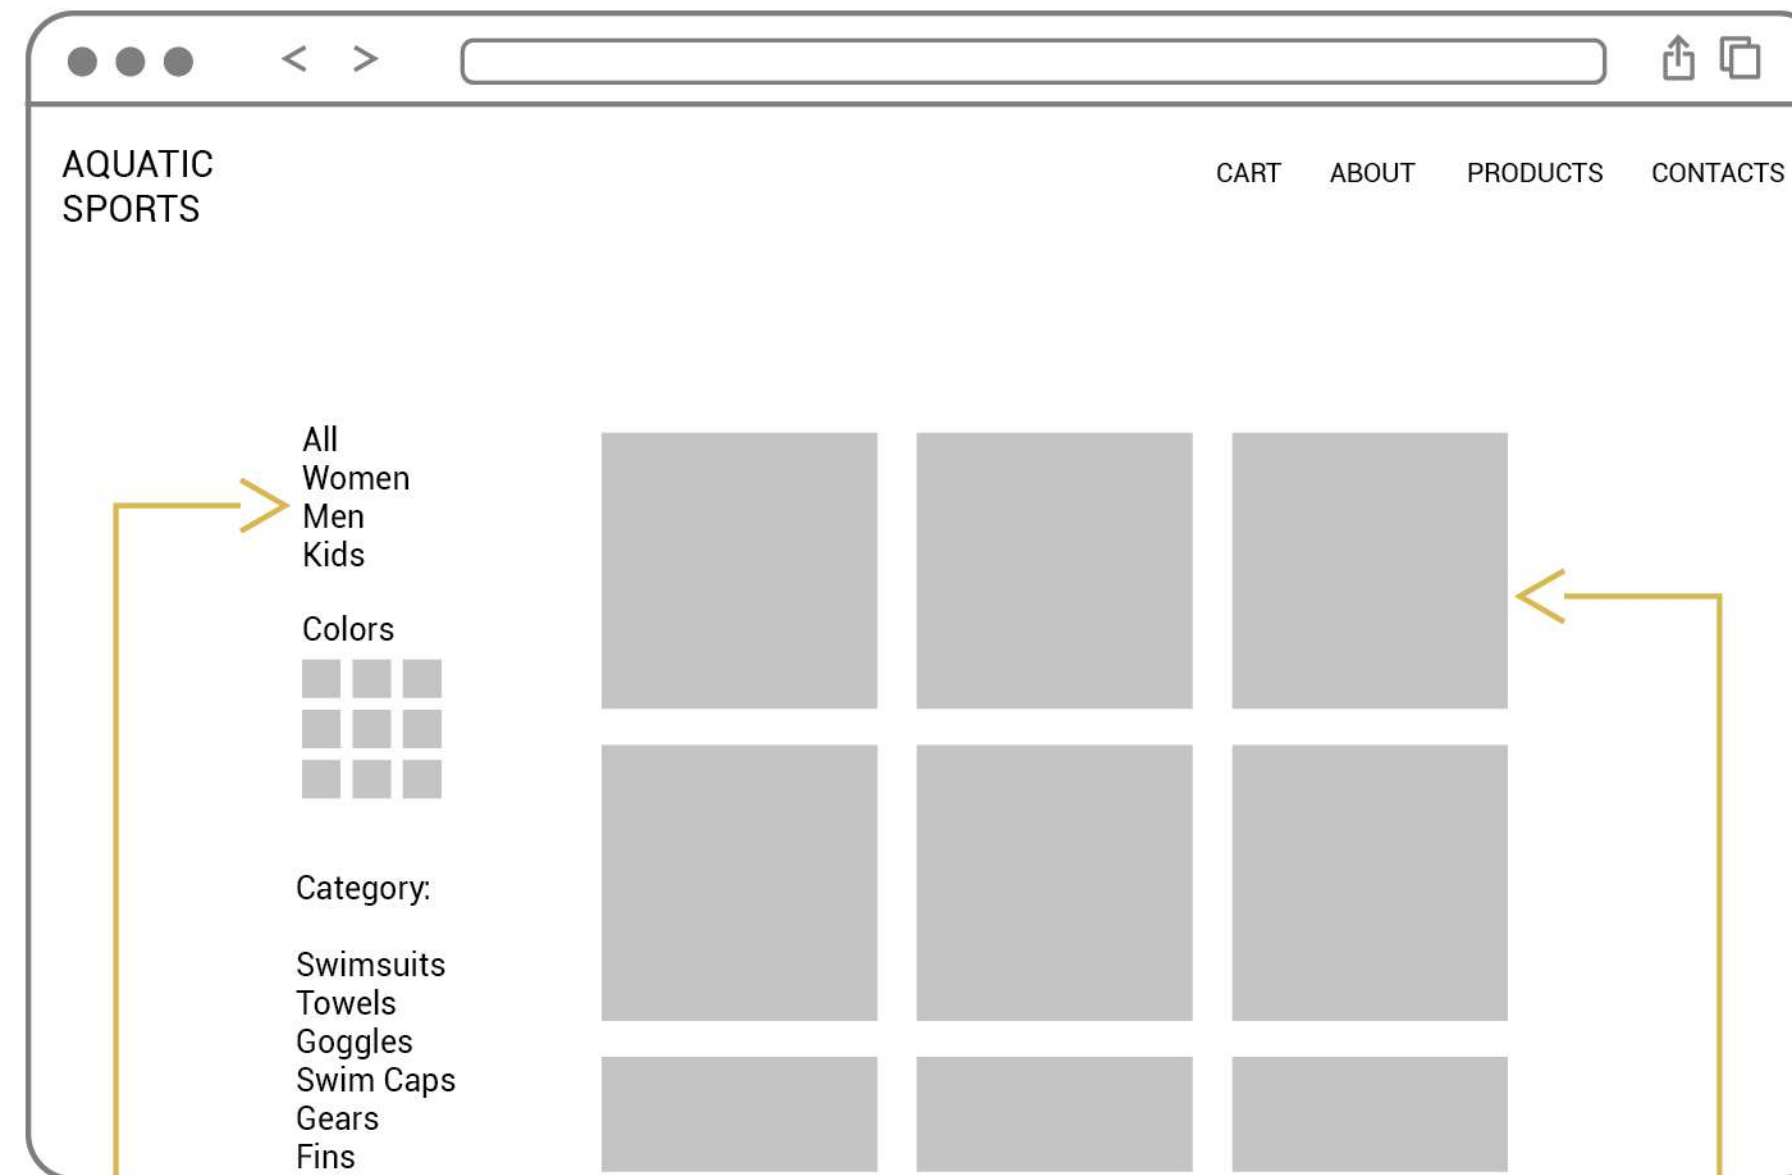 AQUATIC
SPORTS
CART ABOUT PRODUCTS CONTACTS
All
Women
Men
Kids
Colors
Category:
Swimsuits
Towels
Goggles
Swim Caps
Gears
Fins